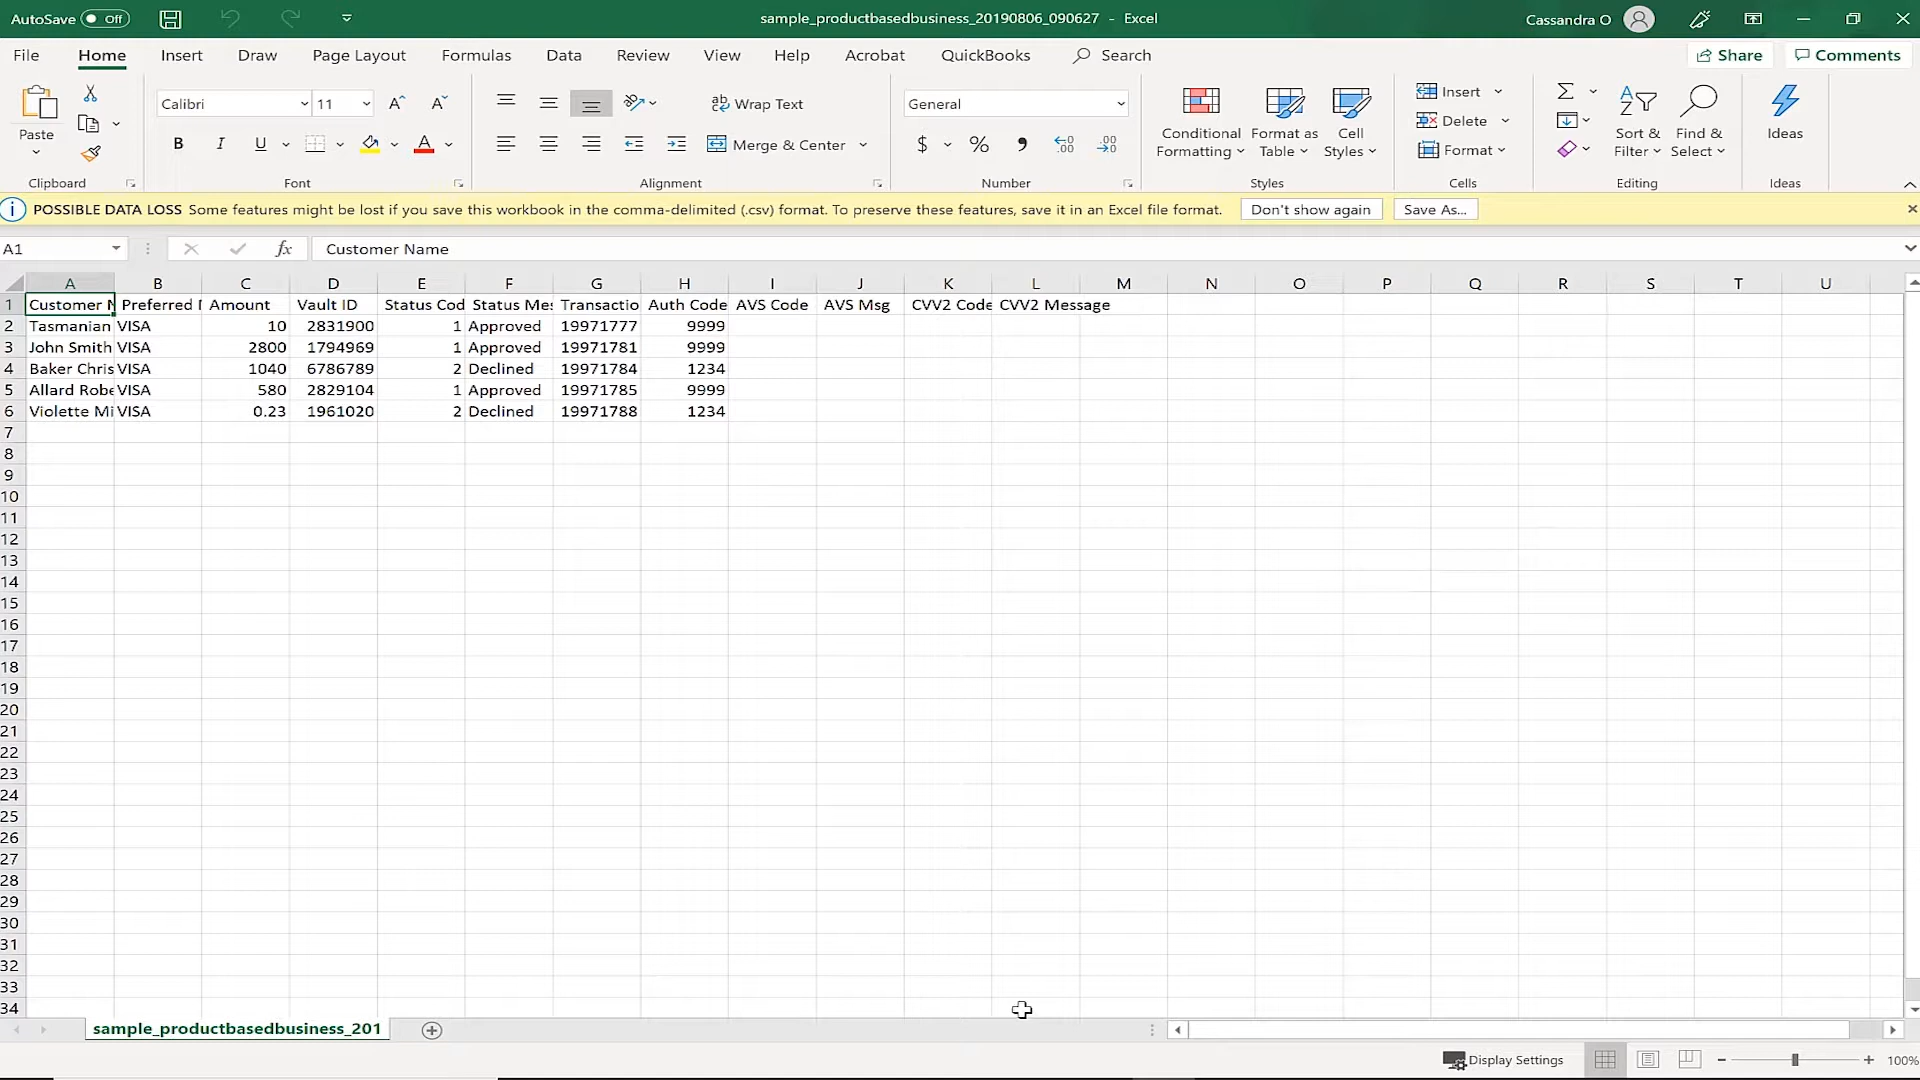 AutoSave Off
sample_productbasedbusiness_20190806_090627 - Excel
Cassandra O
File Home Insert Draw Page Layout Formulas Data Review View Help Acrobat QuickBooks Search Share Comments
Paste
Calibri 11
B I U A
Wrap Text
Merge & Center
General
$ % ,
Conditional Formatting
Format as Table
Cell Styles
Insert
Delete
Format
Sort & Filter
Find & Select
Ideas
Clipboard Font Alignment Number Styles Cells Editing Ideas
POSSIBLE DATA LOSS Some features might be lost if you save this workbook in the comma-delimited (.csv) format. To preserve these features, save it in an Excel file format. Don't show again Save As...
A1 fx Customer Name
A B C D E F G H I J K L M N O P Q R S T U
1 Customer N Preferred I Amount Vault ID Status Cod Status Mes Transactio Auth Code AVS Code AVS Msg CVV2 Code CVV2 Message
2 Tasmanian VISA 10 2831900 1 Approved 19971777 9999
3 John Smith VISA 2800 1794969 1 Approved 19971781 9999
4 Baker Chris VISA 1040 6786789 2 Declined 19971784 1234
5 Allard Robe VISA 580 2829104 1 Approved 19971785 9999
6 Violette Mi VISA 0.23 1961020 2 Declined 19971788 1234
7
8
9
10
11
12
13
14
15
16
17
18
19
20
21
22
23
24
25
26
27
28
29
30
31
32
33
34
sample_productbasedbusiness_201
Display Settings 100%